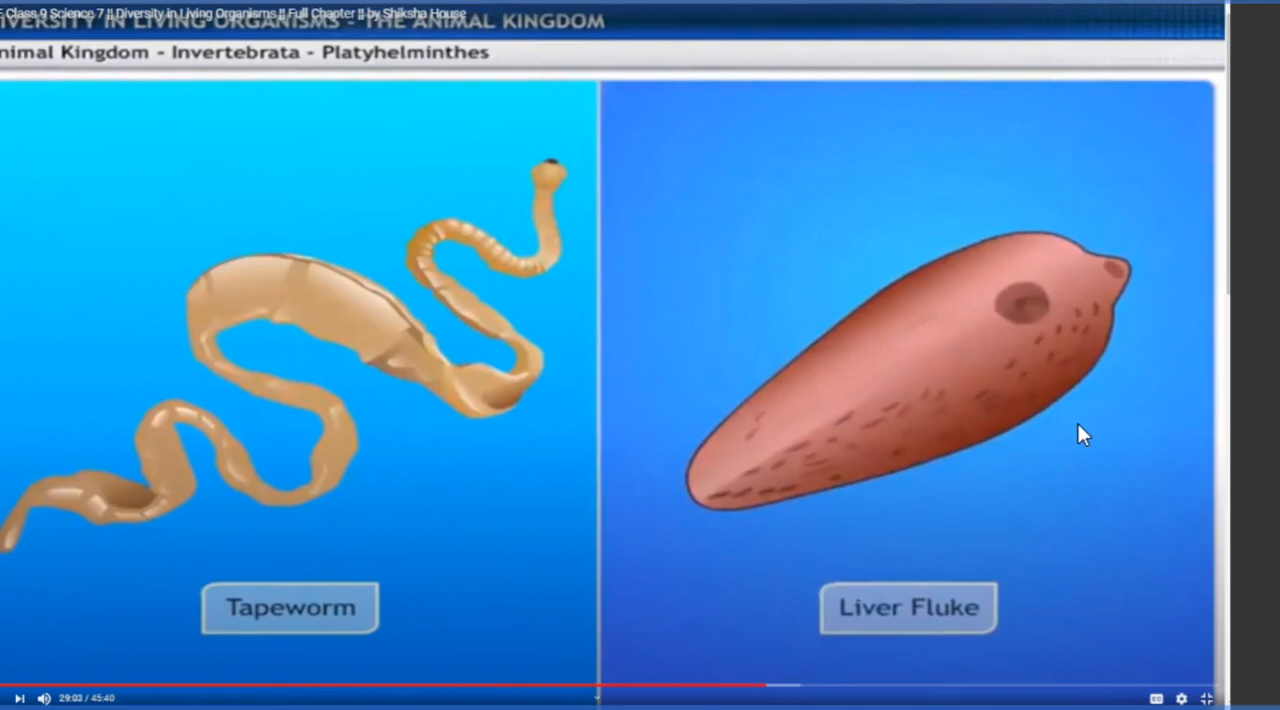 E Class 9 Science 7 || Diversity in Living Organisms || Full Chapter || by Shiksha House
IVERSITY IN LIVING ORGANISMS - THE ANIMAL KINGDOM
nimal Kingdom - Invertebrata - Platyhelminthes
Tapeworm
Liver Fluke
29:03 / 45:40